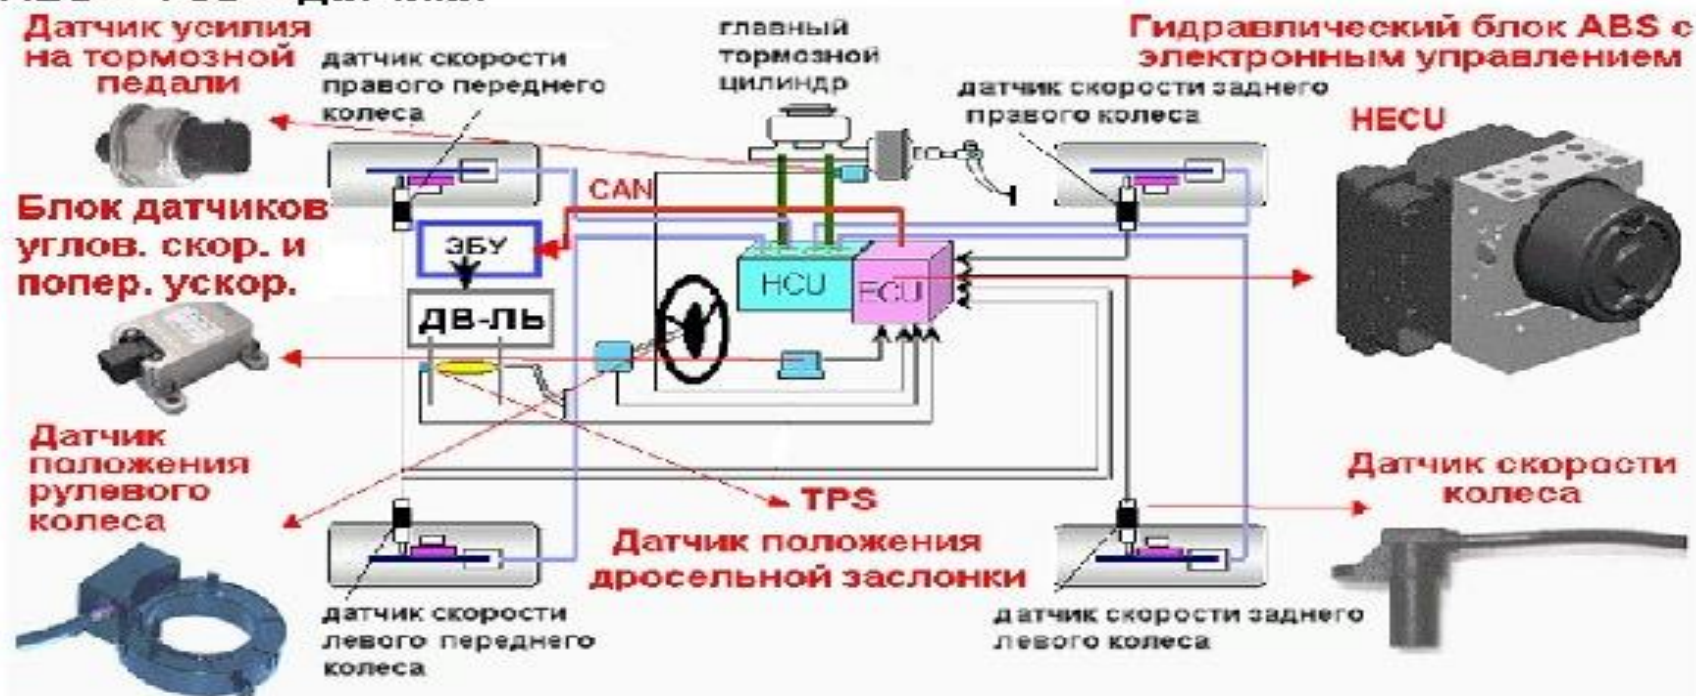 Датчик усилия
на тормозной
педали
датчик скорости
правого переднего
колеса
главный
тормозной
цилиндр
Гидравлический блок ABS с
электронным управлением
датчик скорости заднего
правого колеса
HECU
CAN
Блок датчиков
углов. скор. и
попер. ускор.
ЭБУ
HCU
ECU
ДВ-ЛЬ
Датчик
положения
рулевого
колеса
TPS
Датчик положения
дросельной заслонки
Датчик скорости
колеса
датчик скорости
левого переднего
колеса
датчик скорости заднего
левого колеса